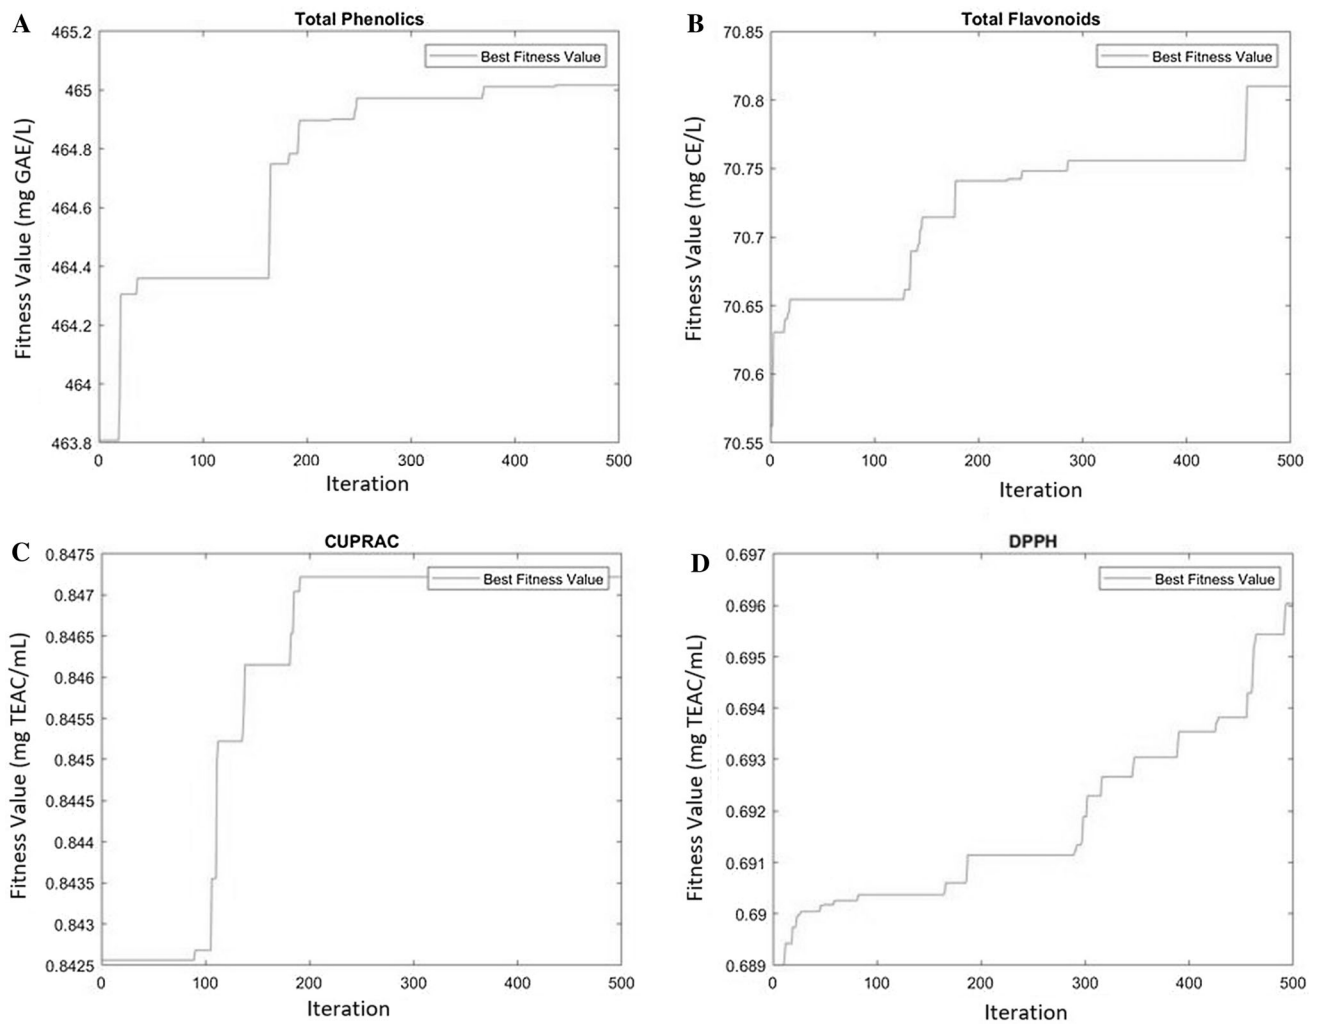 A
Total Phenolics
465.2
465
464.8
464.6
464.4
464.2
464
463.8
Fitness Value (mg GAE/L)
Best Fitness Value
0 100 200 300 400 500
Iteration
B
Total Flavonoids
70.85
70.8
70.75
70.7
70.65
70.6
70.55
Fitness Value (mg CE/L)
Best Fitness Value
0 100 200 300 400 500
Iteration
C
CUPRAC
0.8475
0.847
0.8465
0.846
0.8455
0.845
0.8445
0.844
0.8435
0.843
0.8425
Fitness Value (mg TEAC/mL)
Best Fitness Value
0 100 200 300 400 500
Iteration
D
DPPH
0.697
0.696
0.695
0.694
0.693
0.692
0.691
0.69
0.689
Fitness Value (mg TEAC/mL)
Best Fitness Value
0 100 200 300 400 500
Iteration